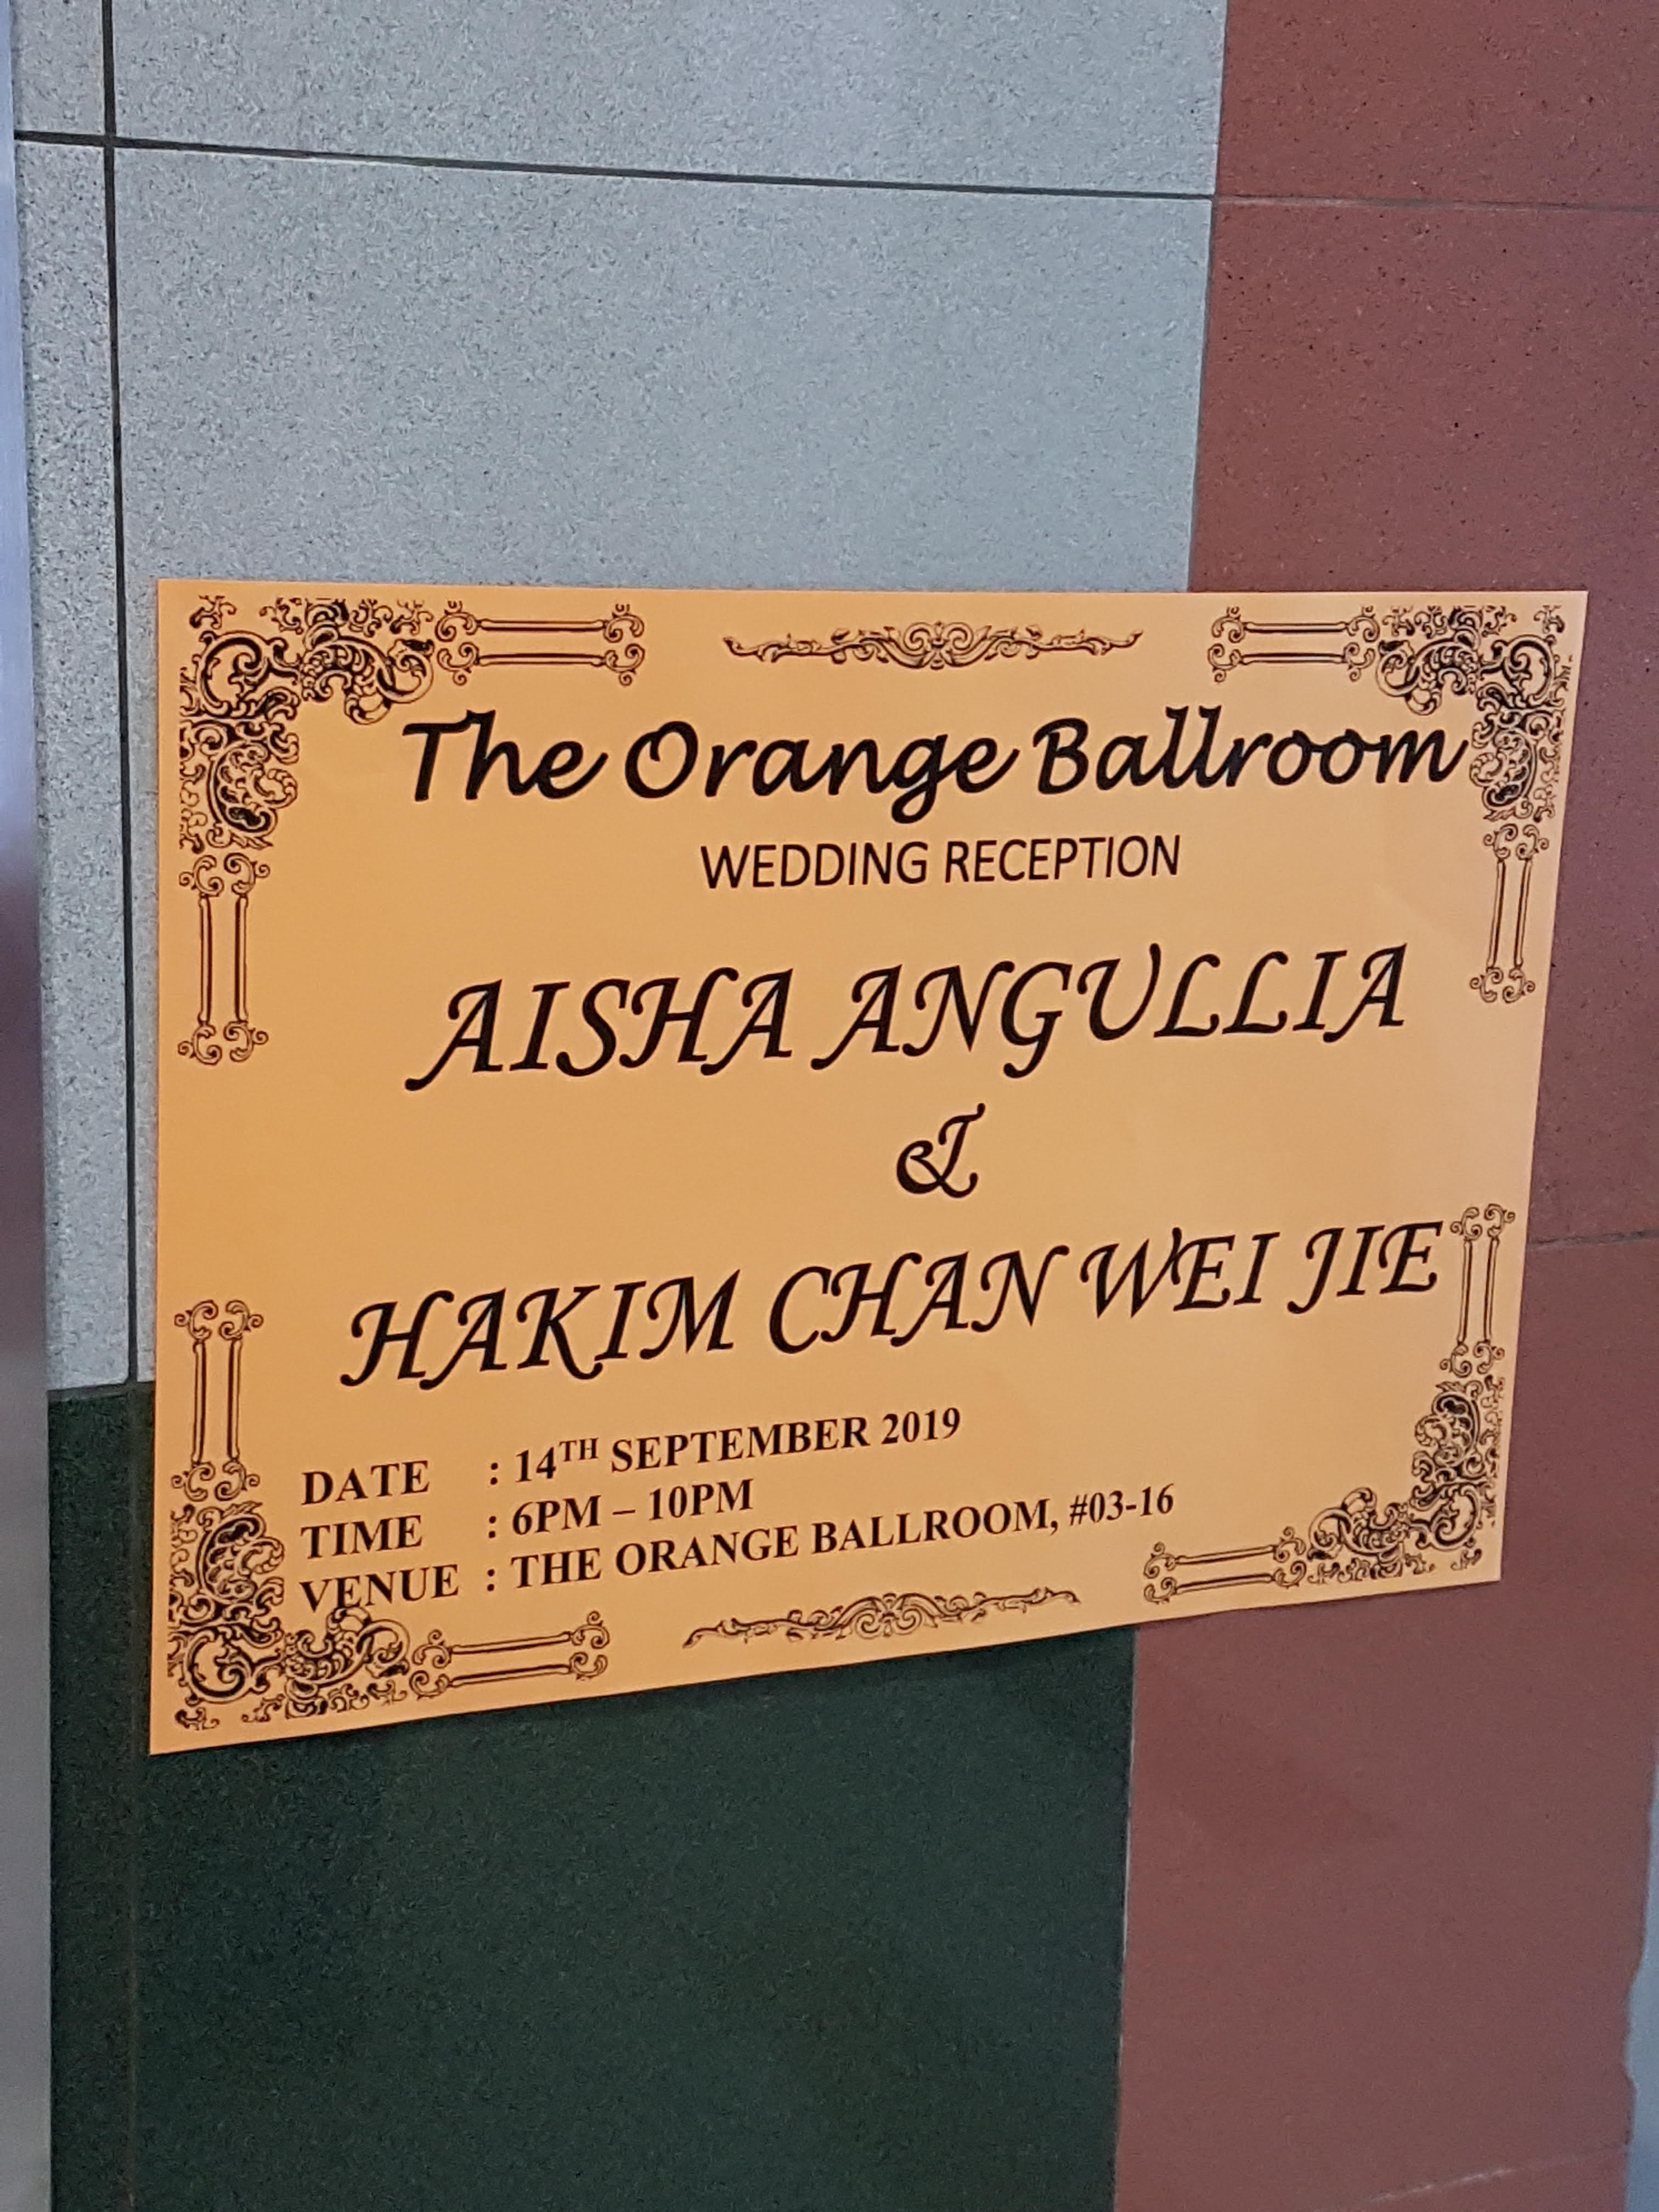 The Orange Ballroom
WEDDING RECEPTION
AISHA ANGULLIA
&
HAKIM CHAN WEI JIE
DATE : 14TH SEPTEMBER 2019
TIME : 6PM – 10PM
VENUE : THE ORANGE BALLROOM, #03-16